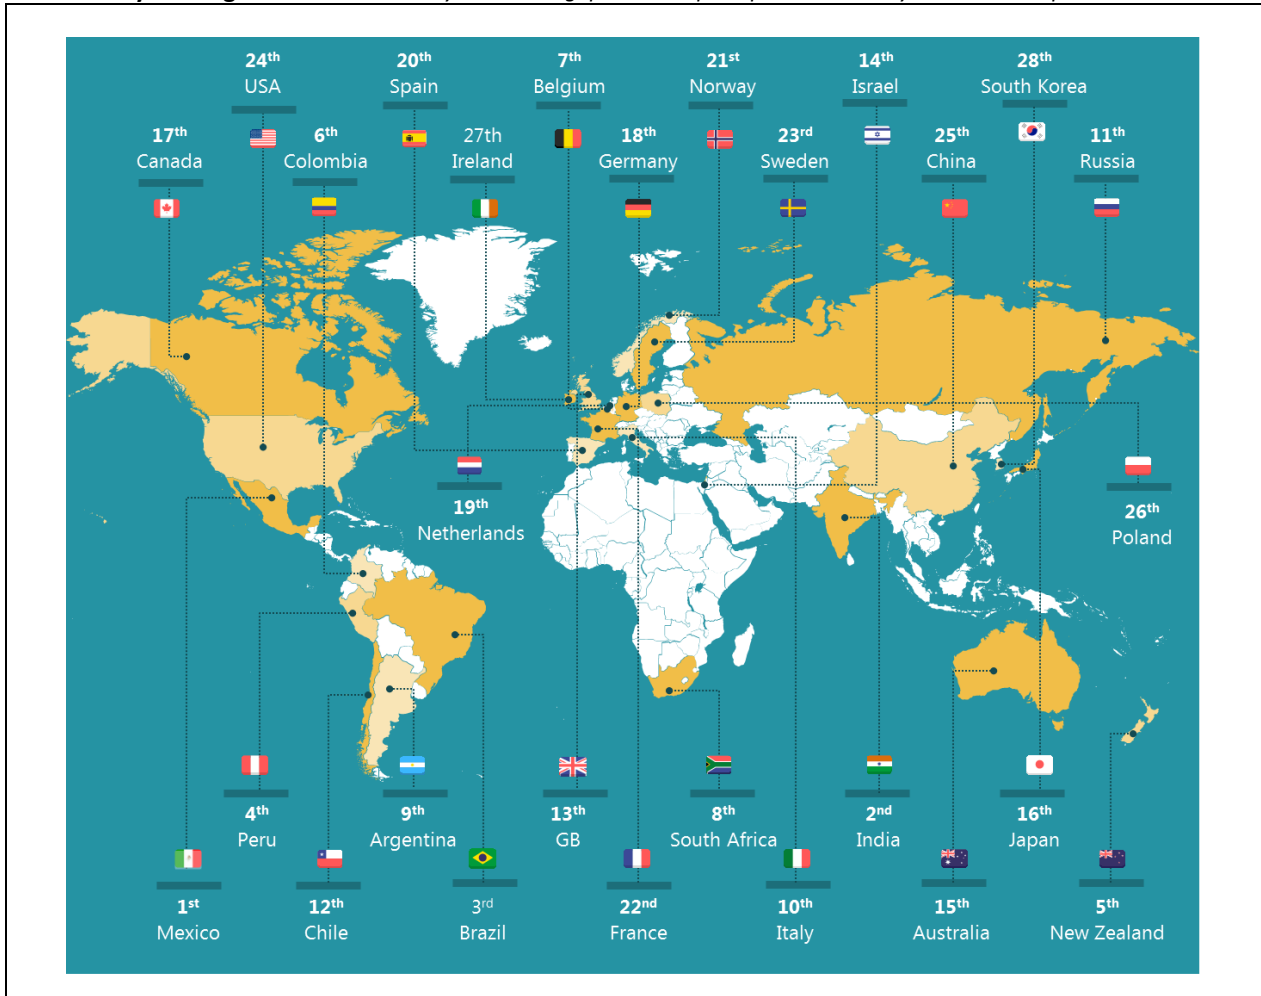 24th
USA
20th
Spain
7th
Belgium
21st
Norway
14th
Israel
28th
South Korea
17th
Canada
6th
Colombia
27th
Ireland
18th
Germany
23rd
Sweden
25th
China
11th
Russia
19th
Netherlands
26th
Poland
4th
Peru
9th
Argentina
13th
GB
8th
South Africa
2nd
India
16th
Japan
1st
Mexico
12th
Chile
3rd
Brazil
22nd
France
10th
Italy
15th
Australia
5th
New Zealand